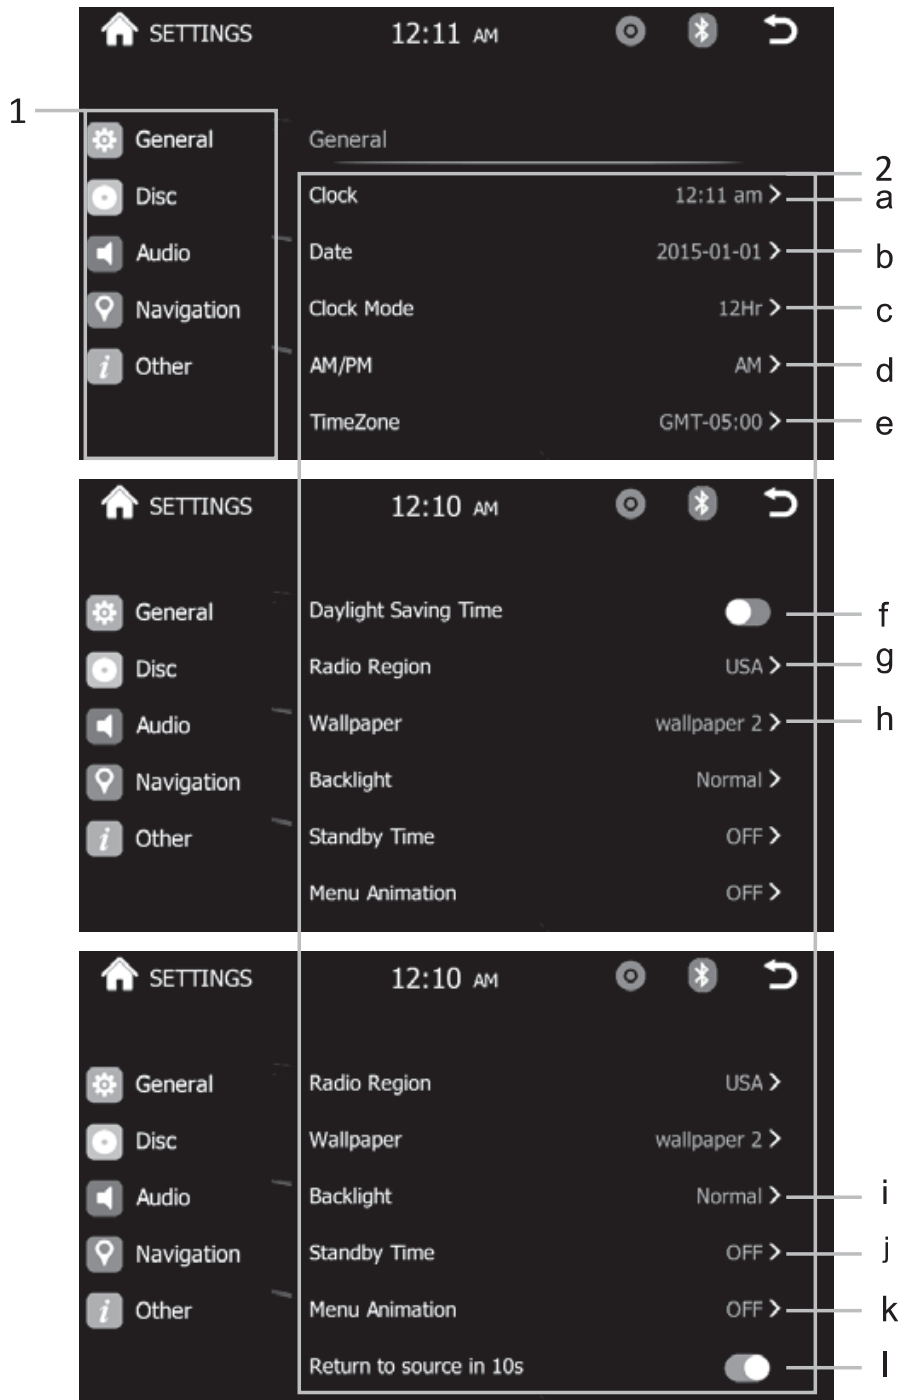 SETTINGS 12:11 AM
1
General General
2
Disc Clock 12:11 am a
Audio Date 2015-01-01 b
Navigation Clock Mode 12Hr c
Other AM/PM AM d
TimeZone GMT-05:00 e
SETTINGS 12:10 AM
General Daylight Saving Time f
Disc Radio Region USA g
Audio Wallpaper wallpaper 2 h
Navigation Backlight Normal
Other Standby Time OFF
Menu Animation OFF
SETTINGS 12:10 AM
General Radio Region USA
Disc Wallpaper wallpaper 2
Audio Backlight Normal i
Navigation Standby Time OFF j
Other Menu Animation OFF k
Return to source in 10s l